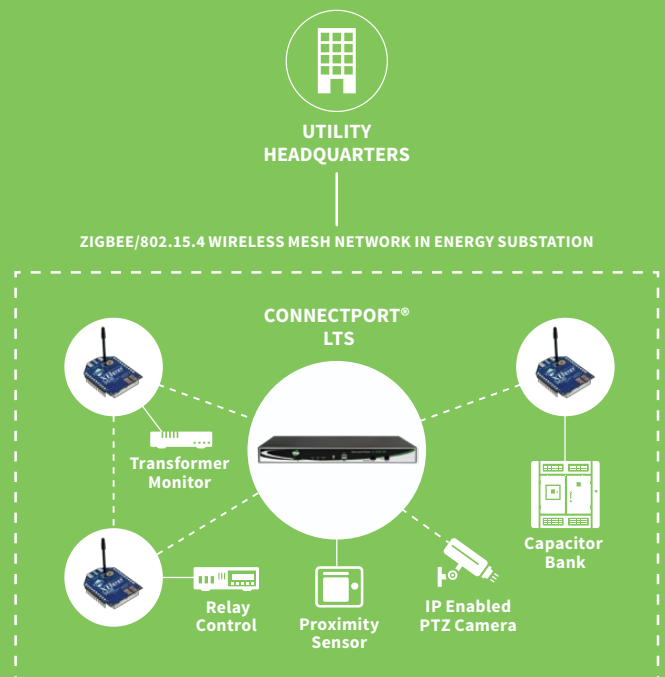 UTILITY
HEADQUARTERS
ZIGBEE/802.15.4 WIRELESS MESH NETWORK IN ENERGY SUBSTATION
CONNECTPORT®
LTS
Transformer
Monitor
Relay
Control
Proximity
Sensor
IP Enabled
PTZ Camera
Capacitor
Bank